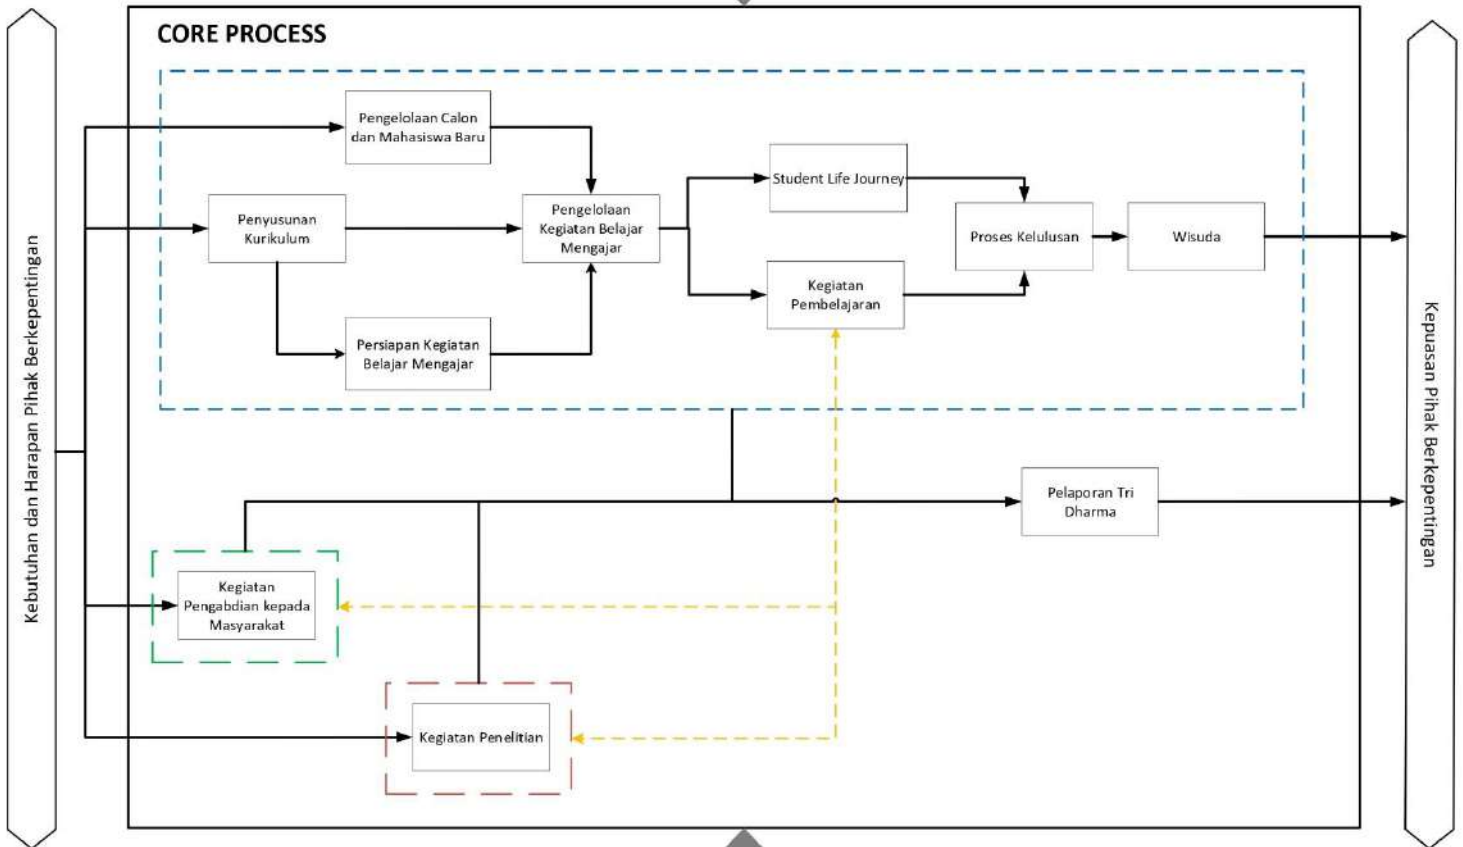 CORE PROCESS
Kebutuhan dan Harapan Pihak Berkepentingan
Pengelolaan Calon
dan Mahasiswa Baru
Penyusunan
Kurikulum
Persiapan Kegiatan
Belajar Mengajar
Pengelolaan
Kegiatan Belajar
Mengajar
Student Life Journey
Kegiatan
Pembelajaran
Proses Kelulusan
Wisuda
Pelaporan Tri
Dharma
Kegiatan
Pengabdian kepada
Masyarakat
Kegiatan Penelitian
Kepuasan Pihak Berkepentingan